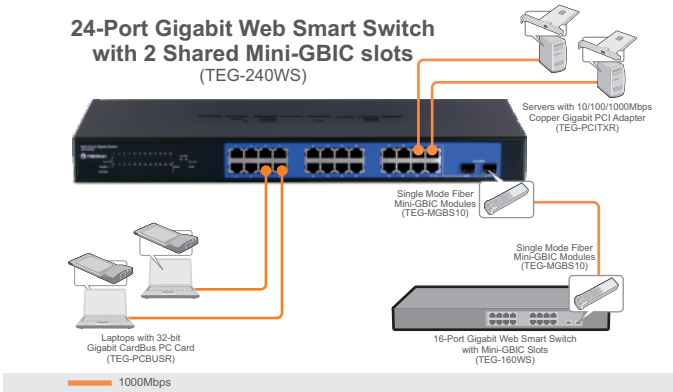 24-Port Gigabit Web Smart Switch
with 2 Shared Mini-GBIC slots
(TEG-240WS)
Servers with 10/100/1000Mbps
Copper Gigabit PCI Adapter
(TEG-PCITXR)
TRENDNET
Single Mode Fiber
Mini-GBIC Modules
(TEG-MGBS10)
Single Mode Fiber
Mini-GBIC Modules
(TEG-MGBS10)
Laptops with 32-bit
Gigabit CardBus PC Card
(TEG-PCBUSR)
16-Port Gigabit Web Smart Switch
with Mini-GBIC Slots
(TEG-160WS)
1000Mbps